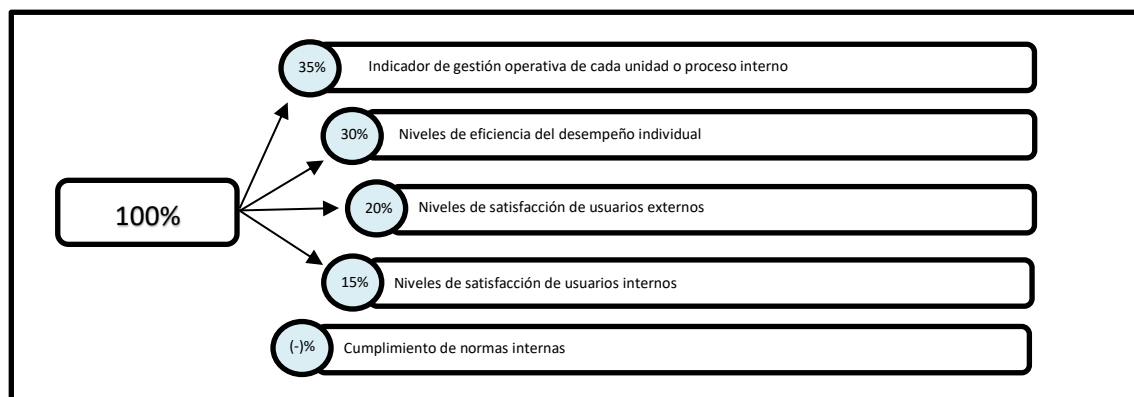 35% Indicador de gestión operativa de cada unidad o proceso interno
30% Niveles de eficiencia del desempeño individual
100%
20% Niveles de satisfacción de usuarios externos
15% Niveles de satisfacción de usuarios internos
(-)% Cumplimiento de normas internas